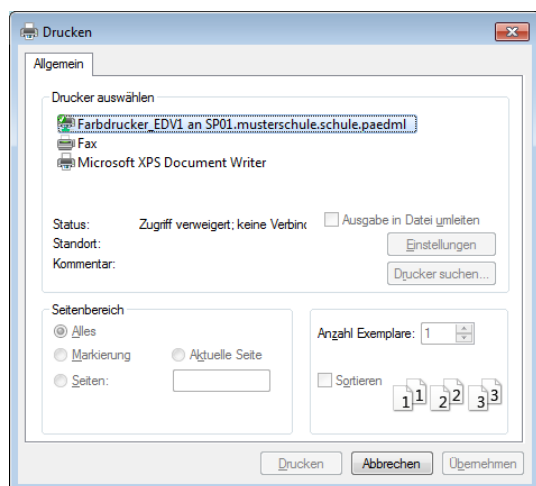 Drucken
Allgemein
Drucker auswählen
Farbdrucker_EDV1 an SP01.musterschule.schule.paedml
Fax
Microsoft XPS Document Writer
Status: Zugriff verweigert; keine Verbind
Ausgabe in Datei umleiten
Standort:
Einstellungen
Kommentar:
Drucker suchen...
Seitenbereich
Alles
Markierung Aktuelle Seite
Seiten:
Anzahl Exemplare: 1
Sortieren
1 1 2 2 3 3
Drucken Abbrechen Übernehmen